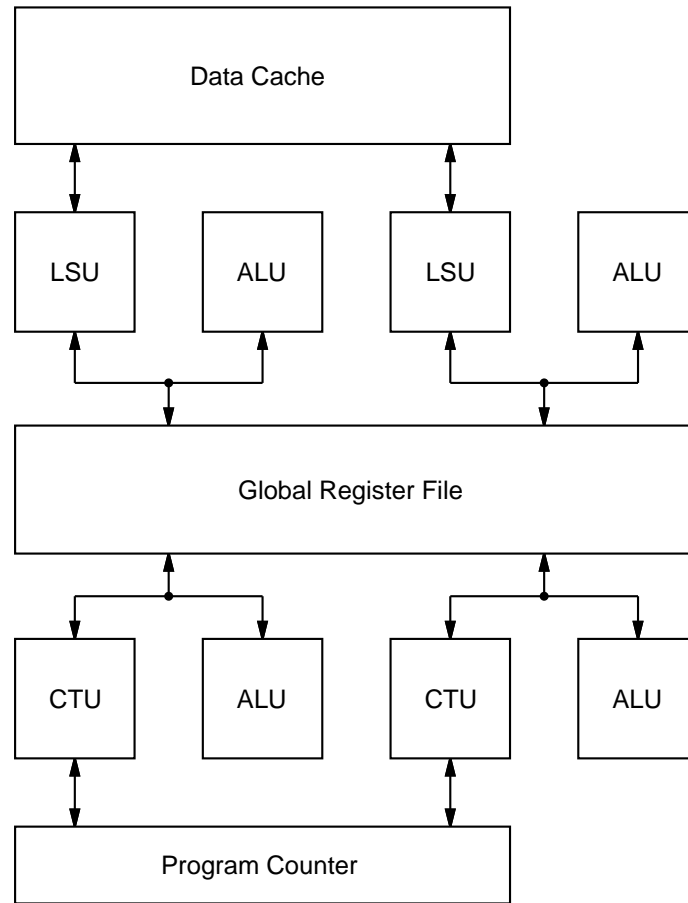 Data Cache
LSU
ALU
LSU
ALU
Global Register File
CTU
ALU
CTU
ALU
Program Counter